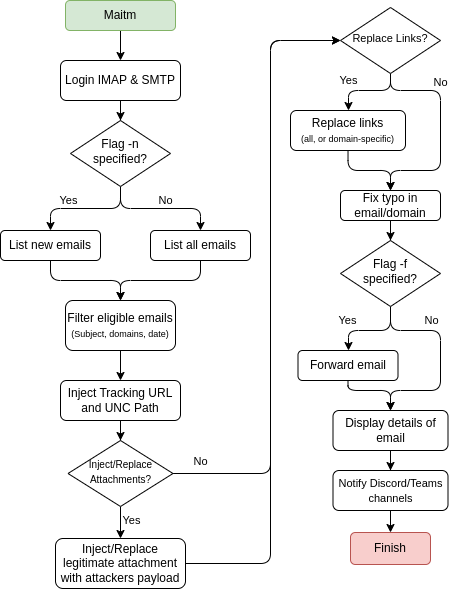 Maitm
Login IMAP & SMTP
Flag -n
specified?
Yes
No
List new emails
List all emails
Filter eligible emails
(Subject, domains, date)
Inject Tracking URL
and UNC Path
Inject/Replace
Attachments?
No
Yes
Inject/Replace
legitimate attachment
with attackers payload
Replace Links?
Yes
No
Replace links
(all, or domain-specific)
Fix typo in
email/domain
Flag -f
specified?
Yes
No
Forward email
Display details of
email
Notify Discord/Teams
channels
Finish